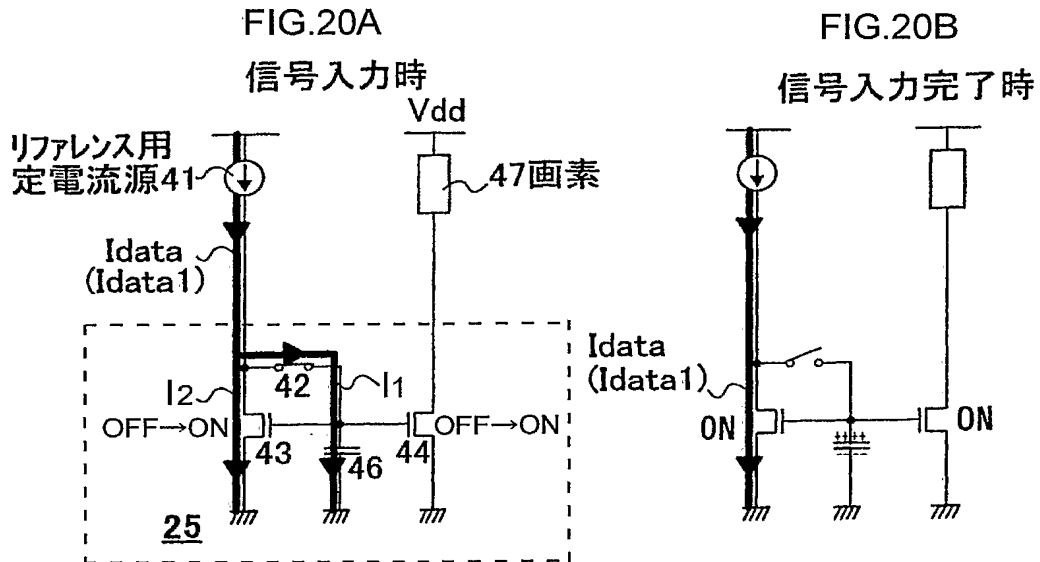 FIG.20A
信号入力時
Vdd
リファレンス用
定電流源41
47画素
Idata
(Idata1)
I2
42
I1
OFF→ON
43
46
44
OFF→ON
25
FIG.20B
信号入力完了時
Idata
(Idata1)
ON
ON